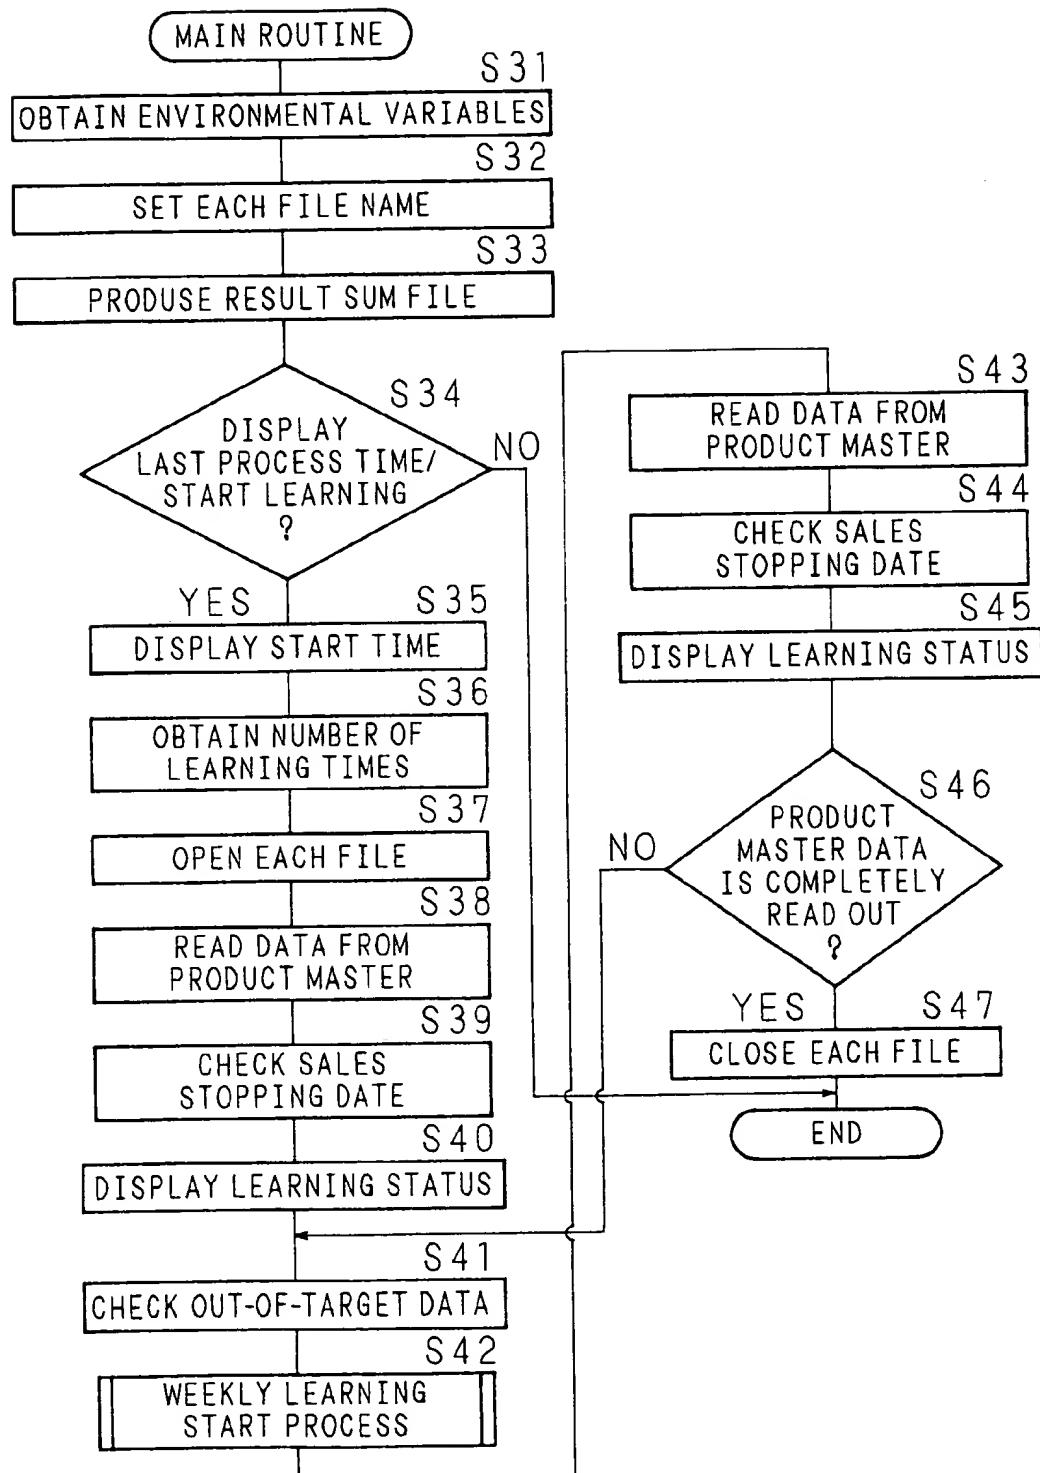 MAIN ROUTINE
S31
OBTAIN ENVIRONMENTAL VARIABLES
S32
SET EACH FILE NAME
S33
PRODUSE RESULT SUM FILE
S34
DISPLAY
LAST PROCESS TIME/
START LEARNING
?
NO
YES
S35
DISPLAY START TIME
S36
OBTAIN NUMBER OF
LEARNING TIMES
S37
OPEN EACH FILE
S38
READ DATA FROM
PRODUCT MASTER
S39
CHECK SALES
STOPPING DATE
S40
DISPLAY LEARNING STATUS
S41
CHECK OUT-OF-TARGET DATA
S42
WEEKLY LEARNING
START PROCESS
S43
READ DATA FROM
PRODUCT MASTER
S44
CHECK SALES
STOPPING DATE
S45
DISPLAY LEARNING STATUS
S46
PRODUCT
MASTER DATA
IS COMPLETELY
READ OUT
?
NO
YES
S47
CLOSE EACH FILE
END